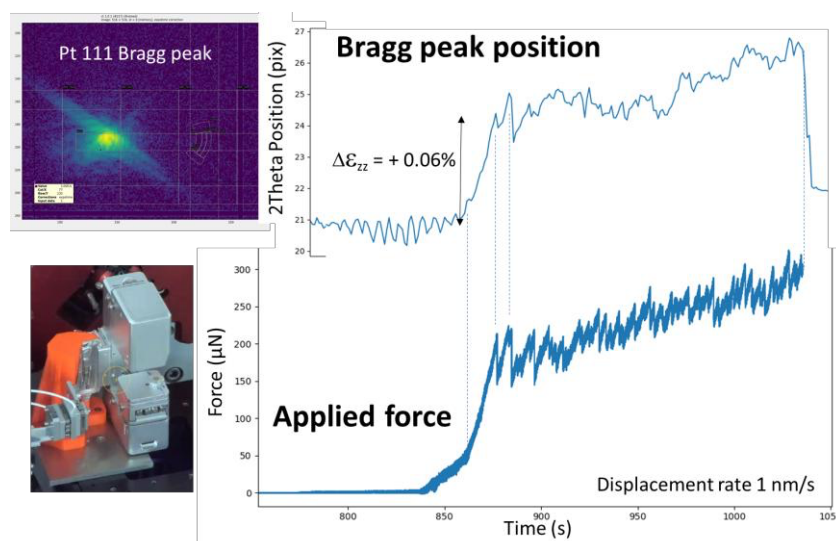 Pt 111 Bragg peak
Bragg peak position
2Theta Position (pix)
27
26
25
24
23
22
21
20
Δεzz = + 0.06%
Applied force
Force (μN)
300
250
200
150
100
50
0
Displacement rate 1 nm/s
800
850
900
950
1000
105
Time (s)